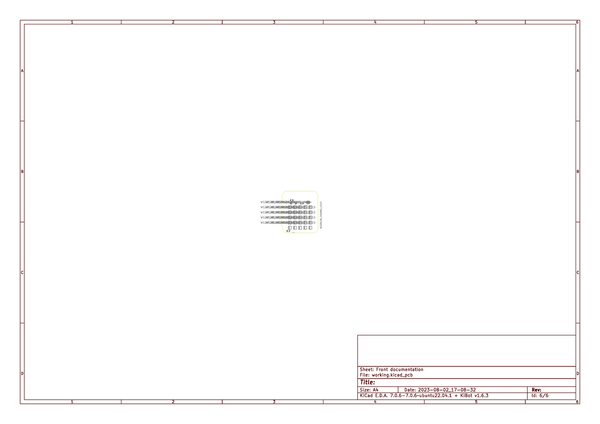 1 2 3 4 5 6
A A
B B
C C
Sheet: Front documentation
File: working.kicad_pcb
D D
Title:
Size: A4 Date: 2023-08-02_17-08-32 Rev:
KiCad E.D.A. 7.0.6-7.0.6~ubuntu22.04.1 + KiBot v1.6.3 Id: 6/6
1 2 3 4 5 6